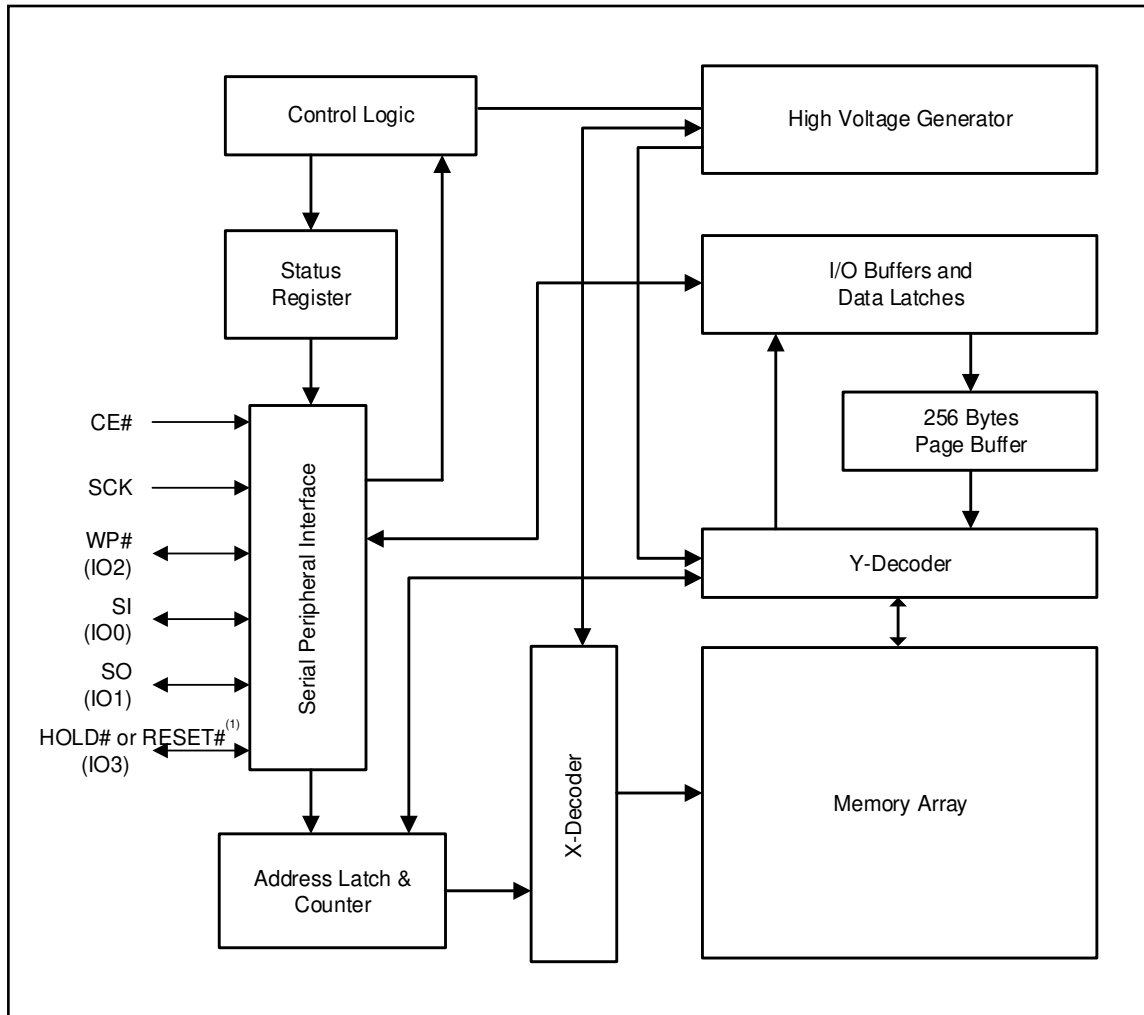 Control Logic
High Voltage Generator
Status
Register
I/O Buffers and
Data Latches
256 Bytes
Page Buffer
CE#
SCK
WP#
(IO2)
SI
(IO0)
SO
(IO1)
HOLD# or RESET#(1)
(IO3)
Serial Peripheral Interface
Y-Decoder
X-Decoder
Memory Array
Address Latch &
Counter